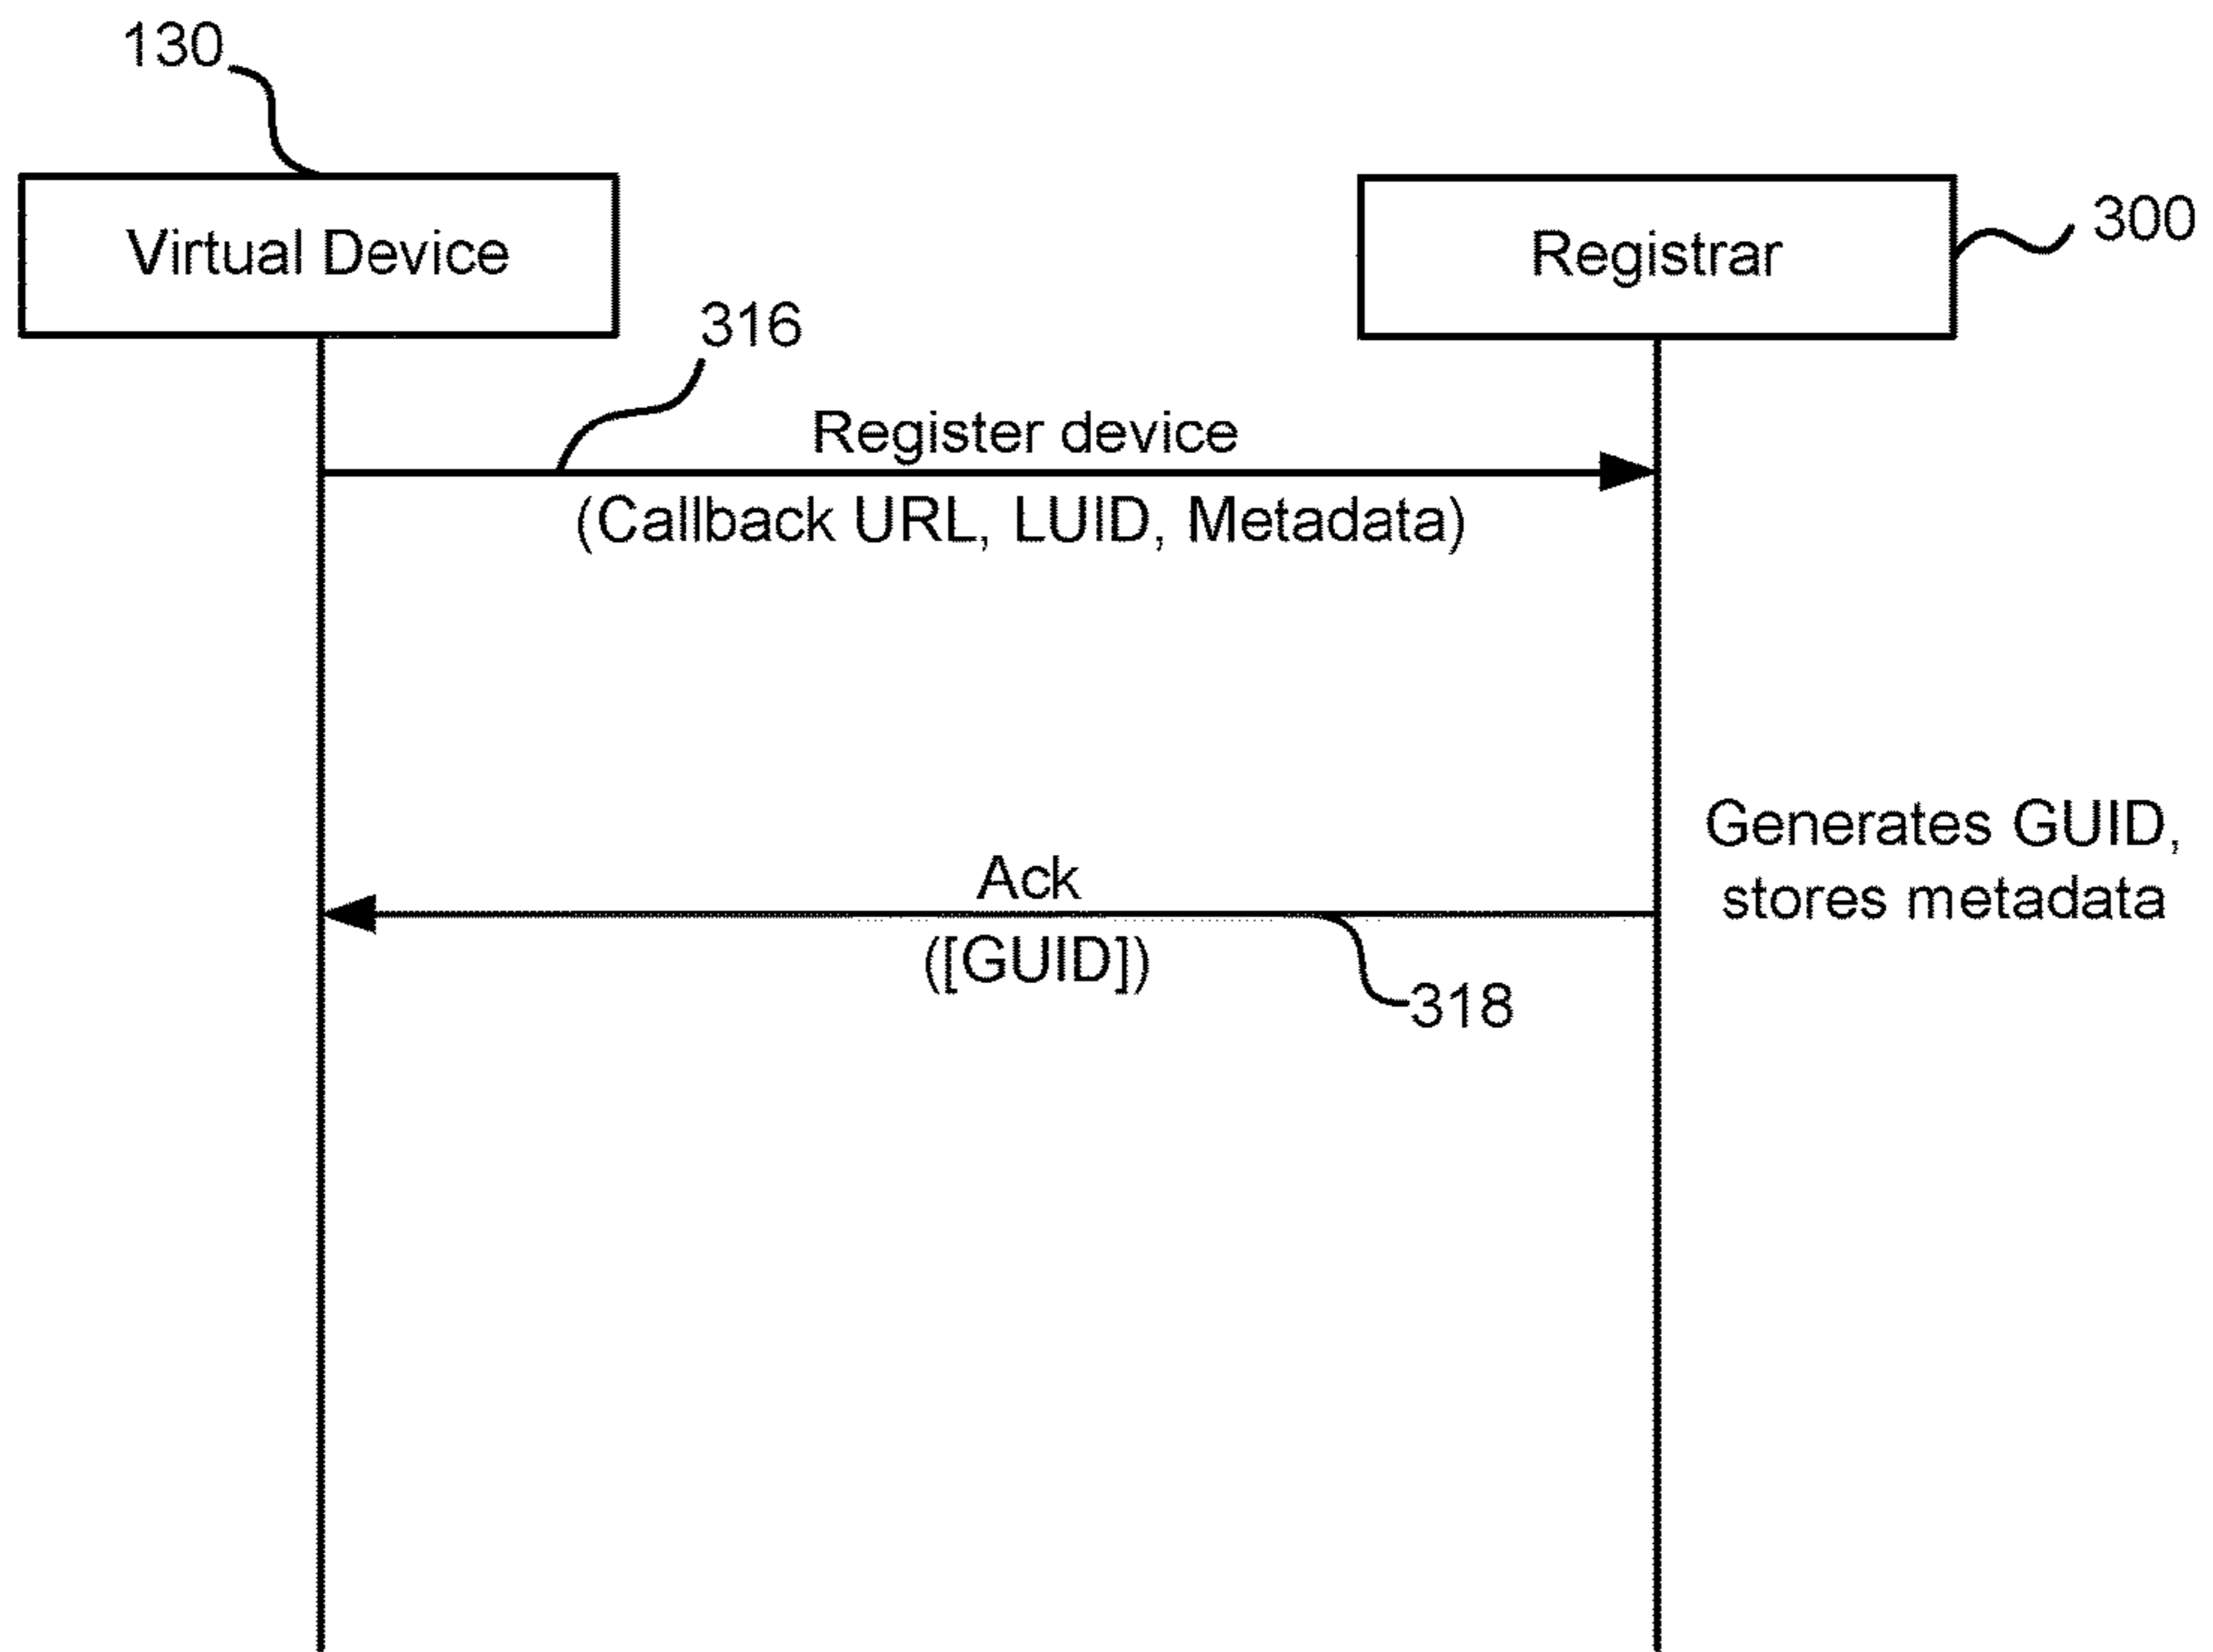 130
Virtual Device
Registrar
300
316
Register device
(Callback URL, LUID, Metadata)
Generates GUID,
stores metadata
Ack
([GUID])
318